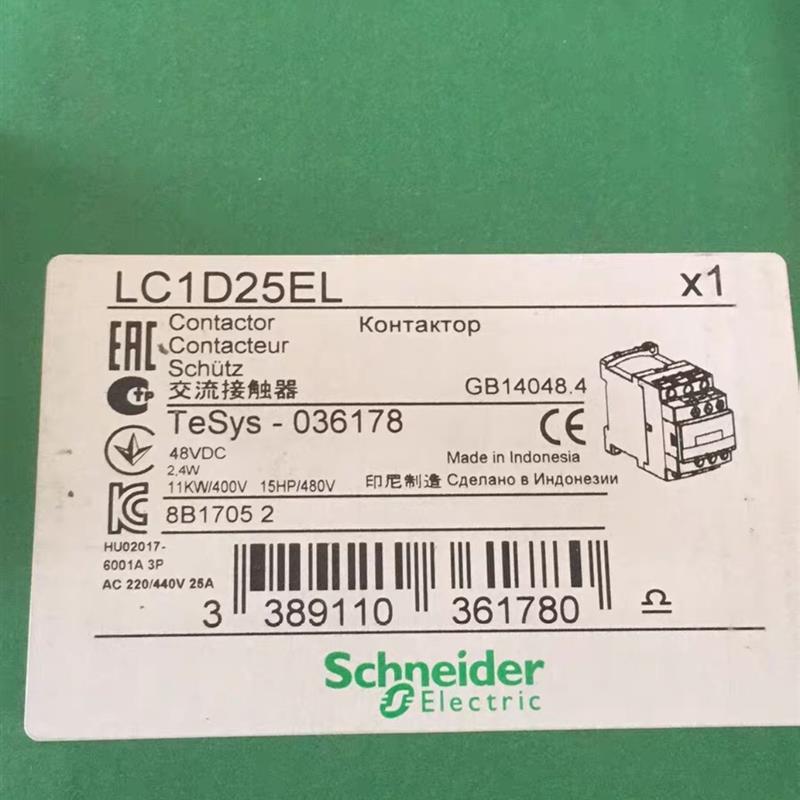 LC1D25EL x1
EAC Contactor Контактор
Contacteur
Schütz
交流接触器 GB14048.4
TeSys - 036178 CE
48VDC
2,4W Made in Indonesia
11KW/400V 15HP/480V 印尼制造 Сделано в Индонезии
8B1705 2
HU02017-
6001A 3P
AC 220/440V 25A
3 389110 361780
Schneider
Electric